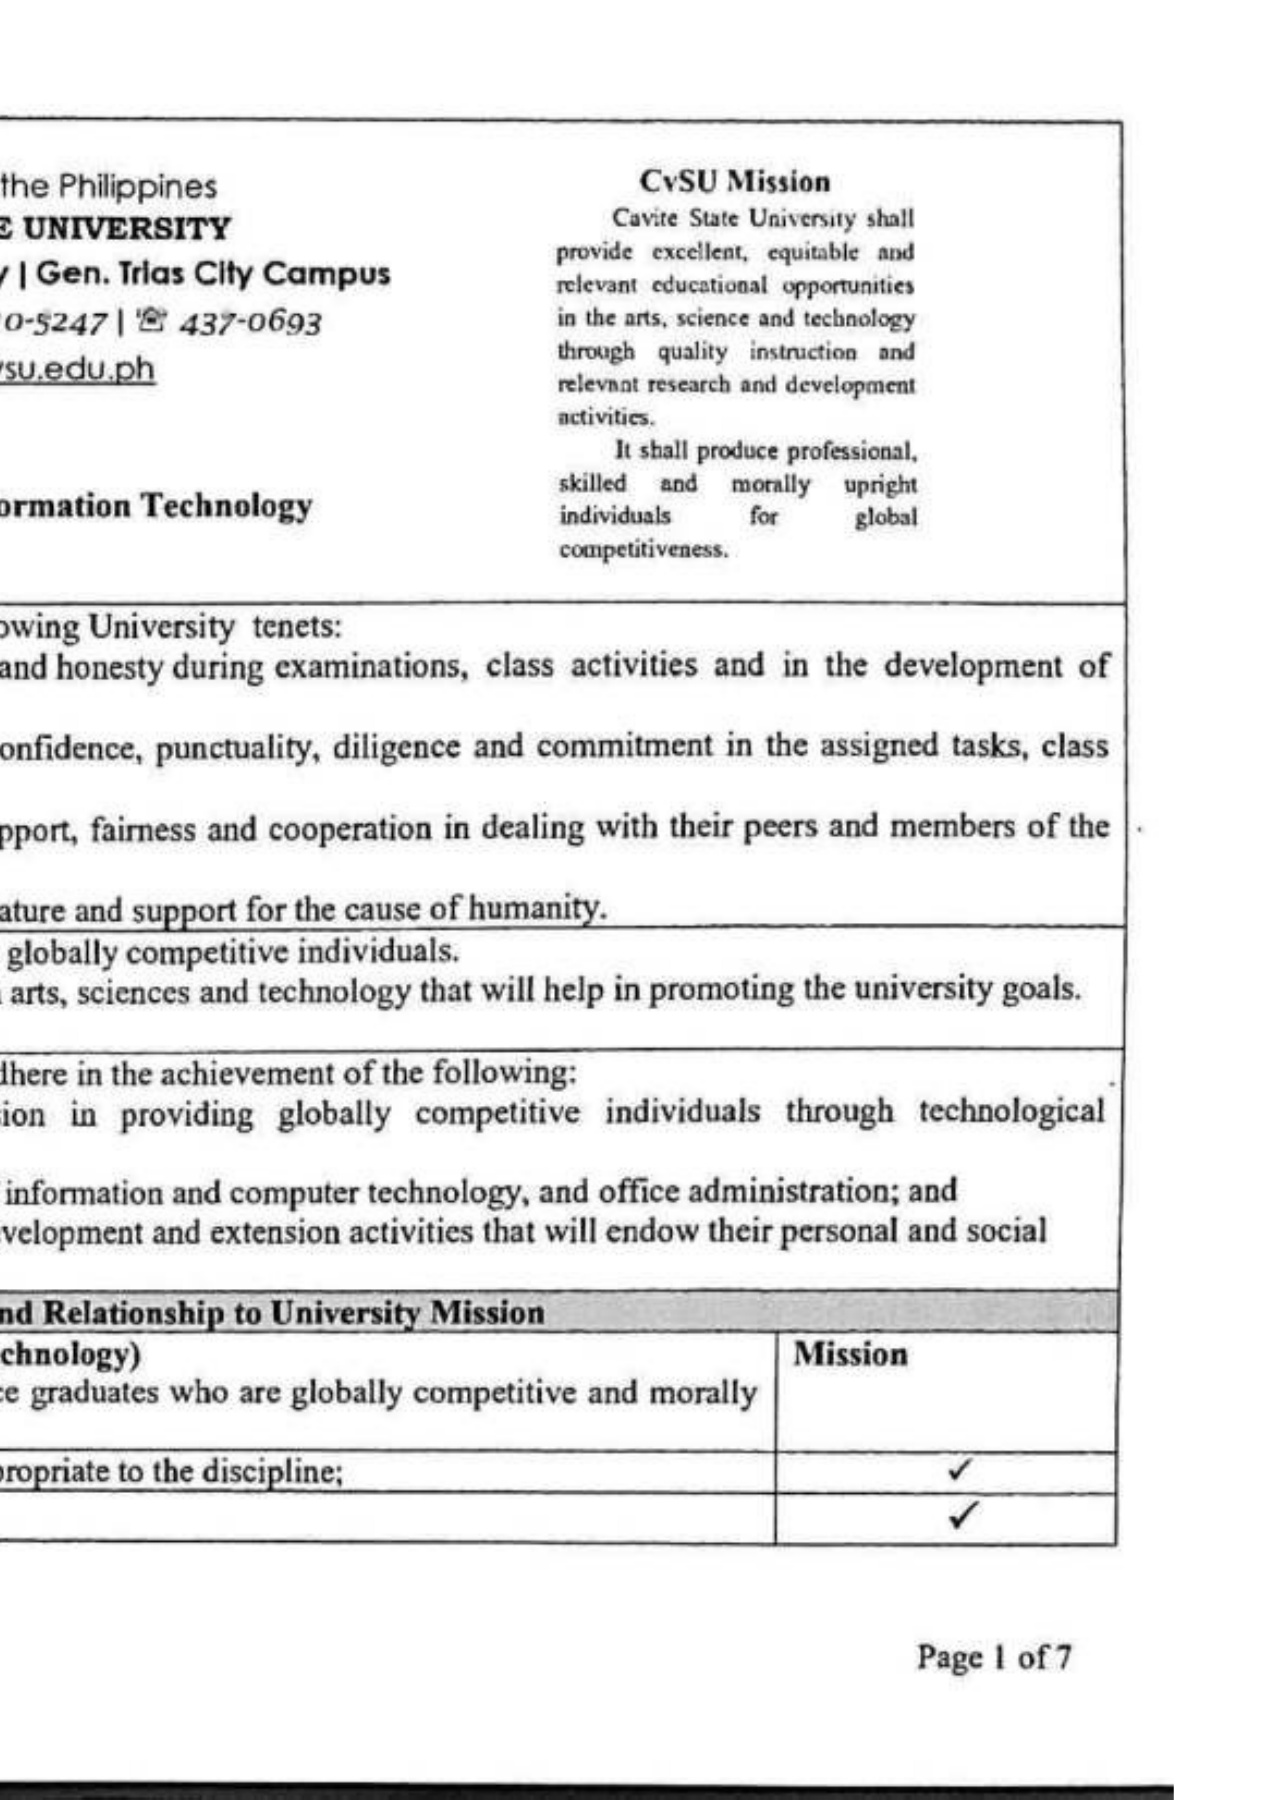 the Philippines
E UNIVERSITY
y | Gen. Trias City Campus
0-5247 | ☏ 437-0693
vsu.edu.ph
ormation Technology
CvSU Mission
Cavite State University shall
provide excellent, equitable and
relevant educational opportunities
in the arts, science and technology
through quality instruction and
relevant research and development
activities.
It shall produce professional,
skilled and morally upright
individuals for global
competitiveness.
owing University tenets:
and honesty during examinations, class activities and in the development of
onfidence, punctuality, diligence and commitment in the assigned tasks, class
pport, fairness and cooperation in dealing with their peers and members of the
ature and support for the cause of humanity.
globally competitive individuals.
arts, sciences and technology that will help in promoting the university goals.
dhere in the achievement of the following:
sion in providing globally competitive individuals through technological
information and computer technology, and office administration; and
velopment and extension activities that will endow their personal and social
nd Relationship to University Mission
chnology) Mission
ce graduates who are globally competitive and morally
propriate to the discipline; ✓
✓
Page 1 of 7